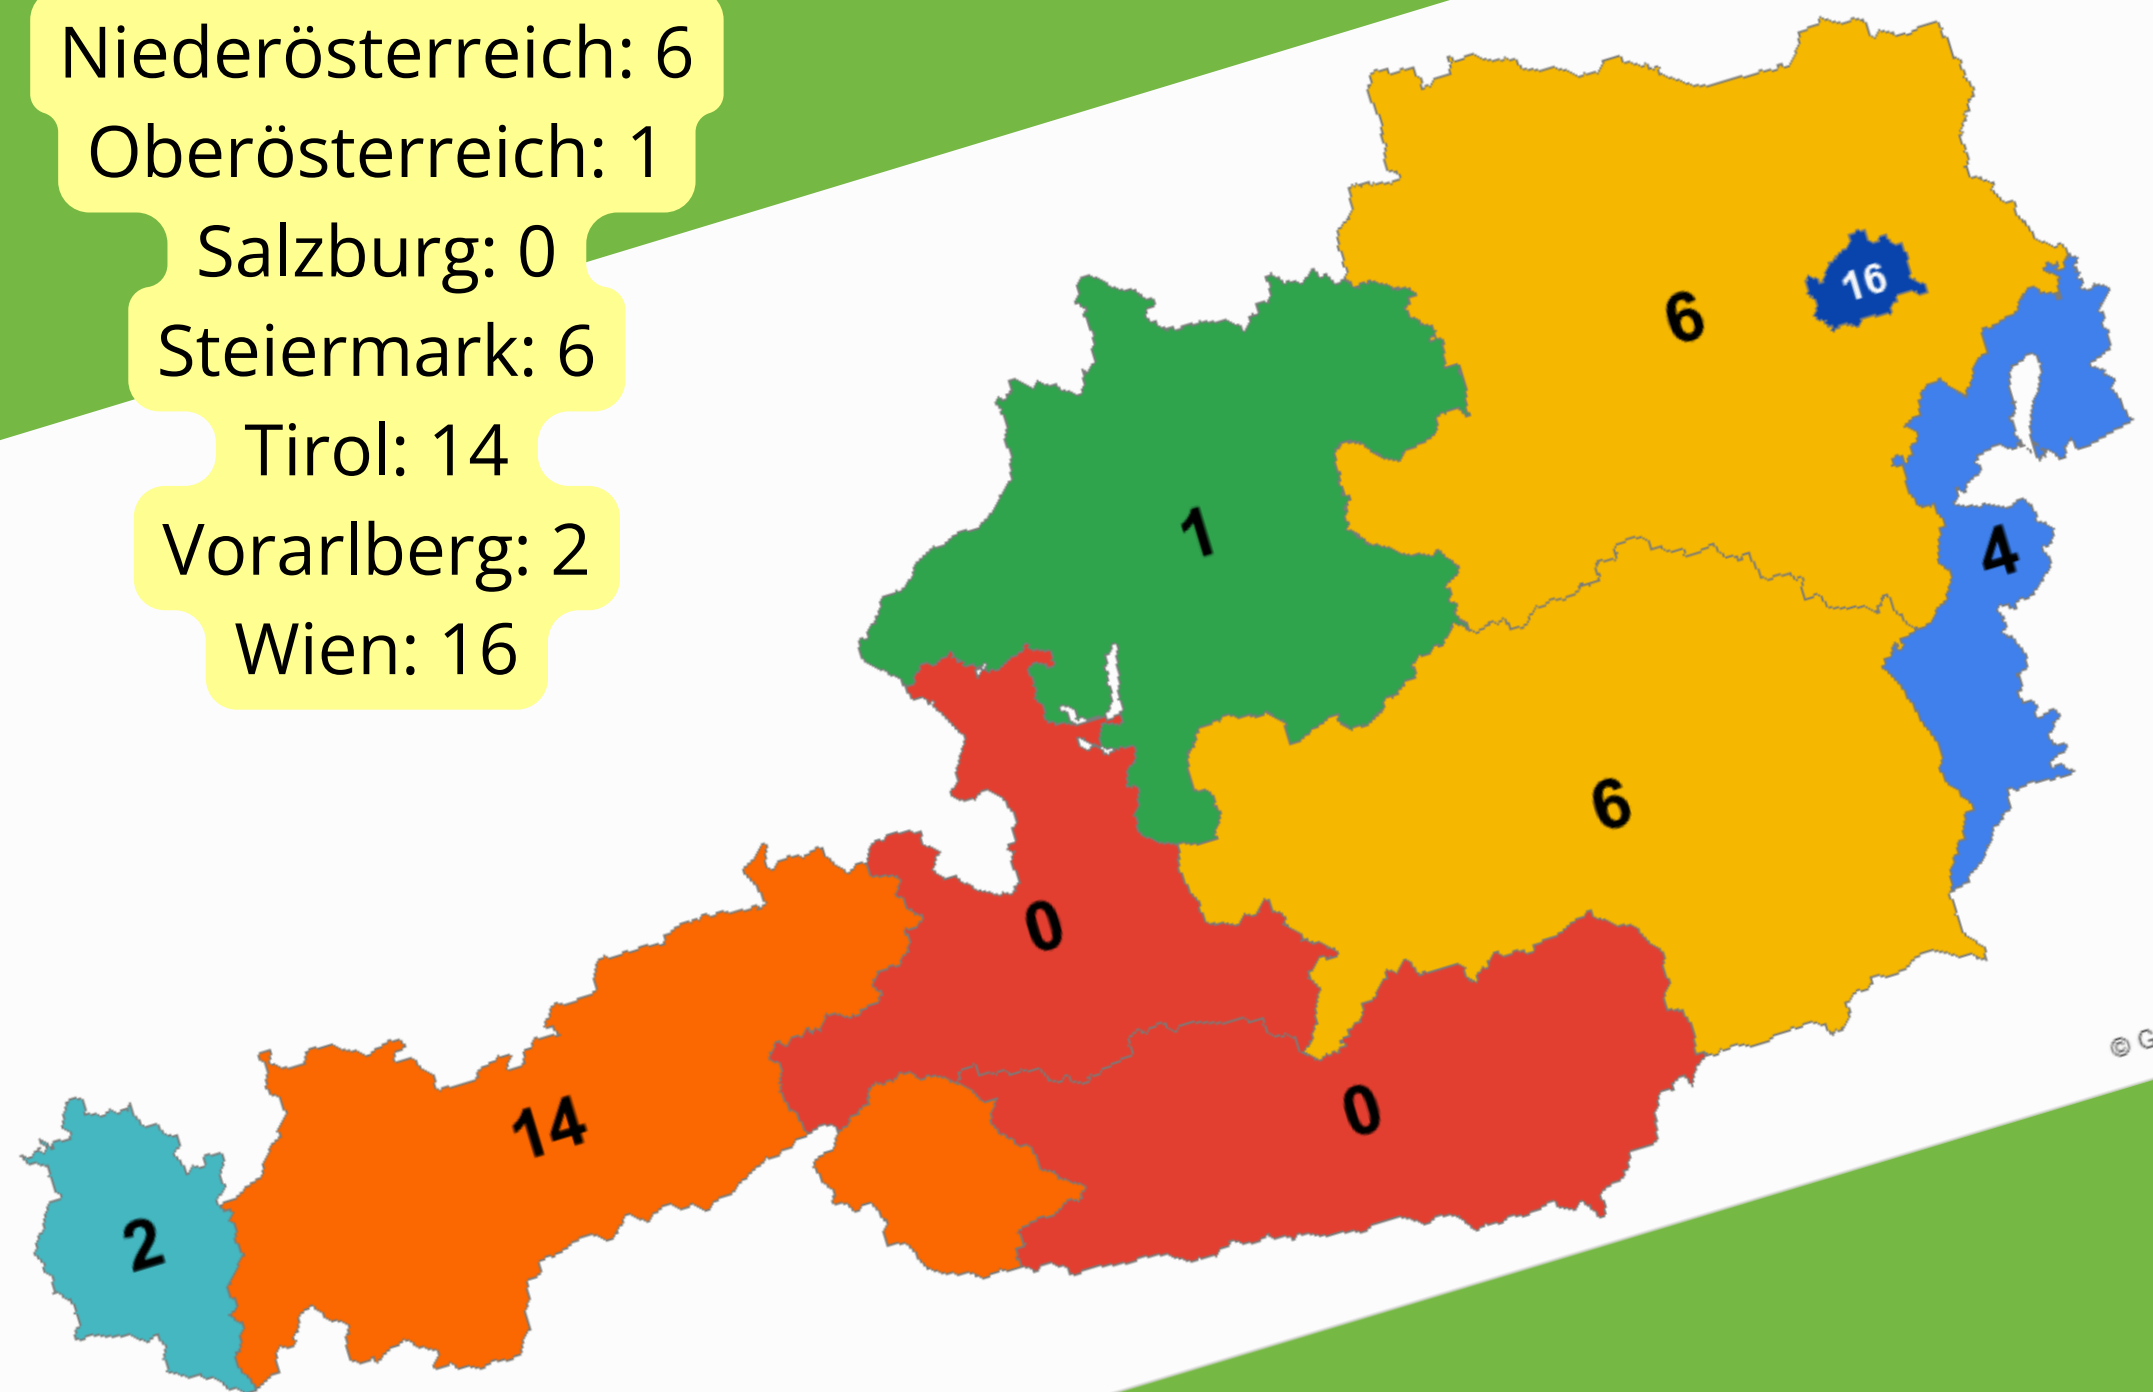 Niederösterreich: 6
Oberösterreich: 1
Salzburg: 0
Steiermark: 6
Tirol: 14
Vorarlberg: 2
Wien: 16
16
6
1
4
6
0
0
14
2
© G